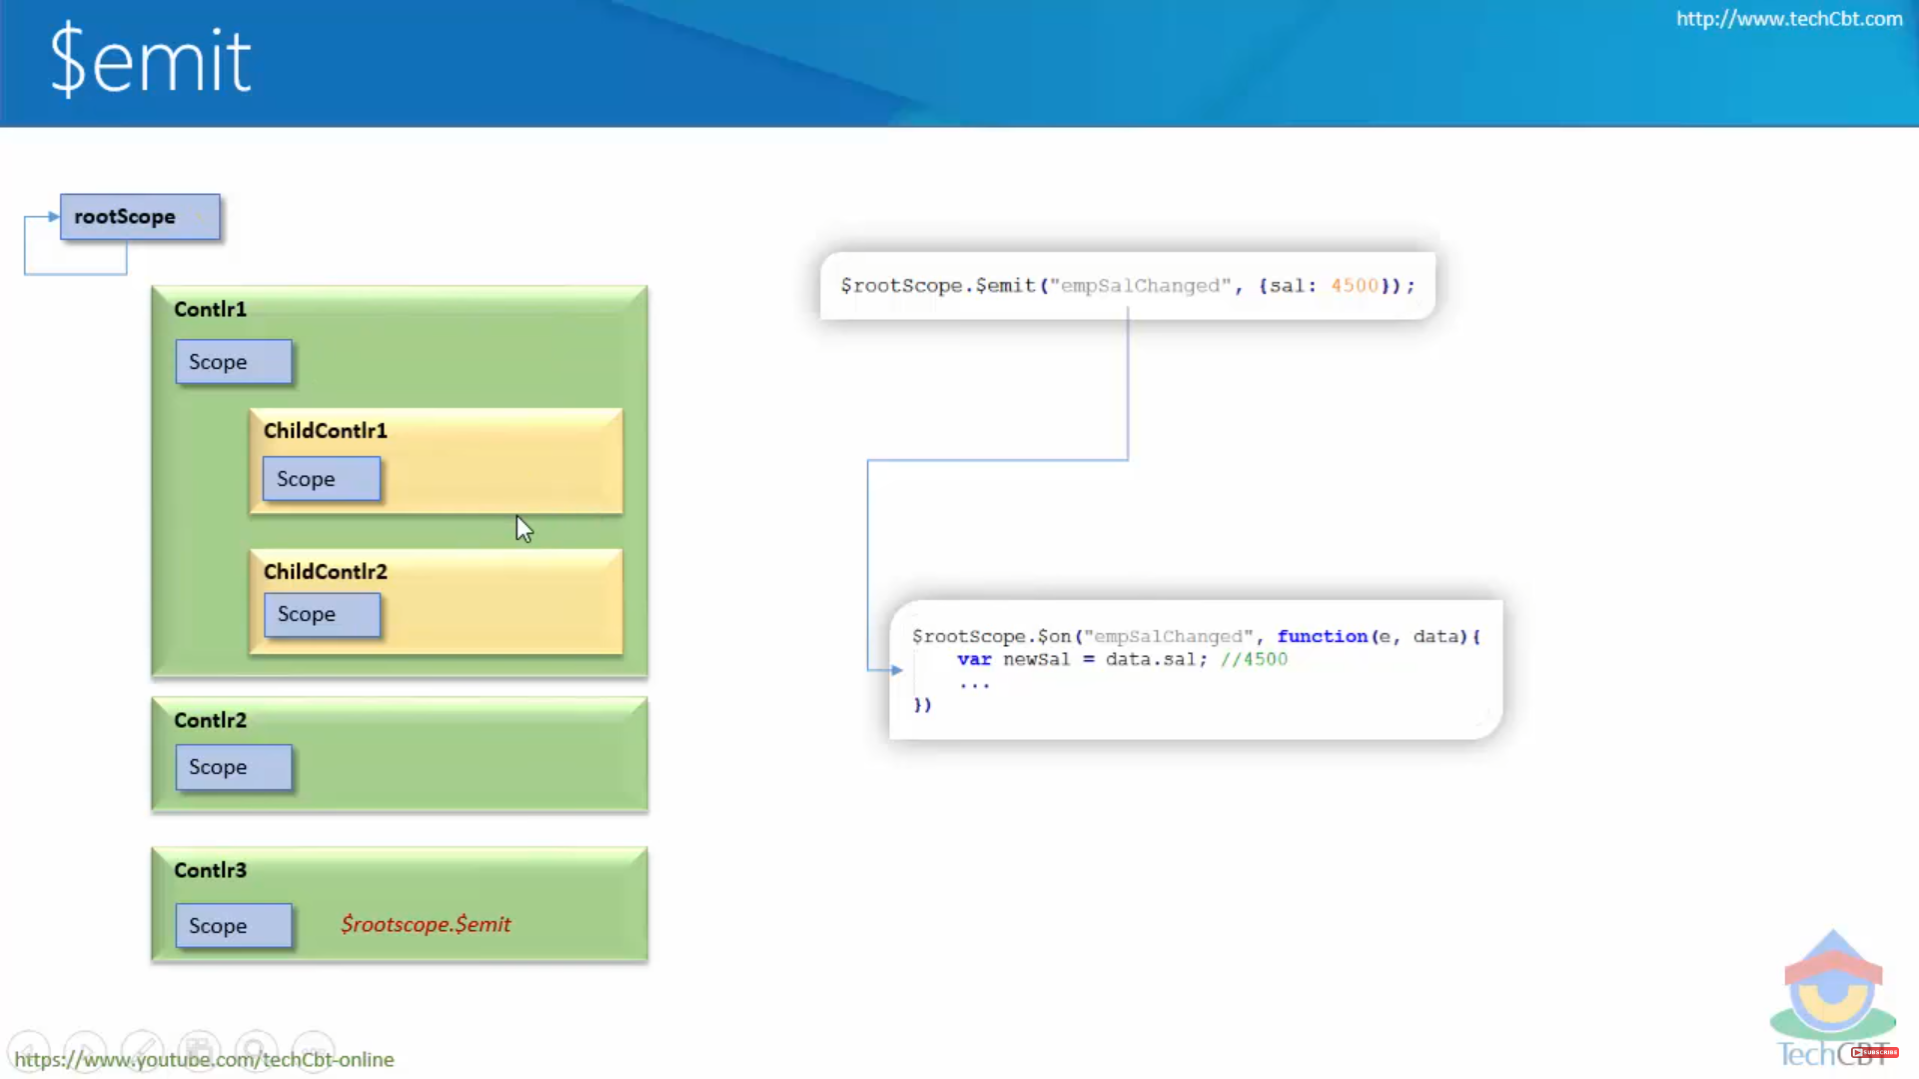 $emit
http://www.techCbt.com
rootScope
Contlr1
Scope
ChildContlr1
Scope
ChildContlr2
Scope
Contlr2
Scope
Contlr3
Scope
$rootscope.$emit
$rootScope.$emit("empSalChanged", {sal: 4500});
$rootScope.$on("empSalChanged", function(e, data){
var newSal = data.sal; //4500
...
})
https://www.youtube.com/techCbt-online
TechCBT
SUBSCRIBE